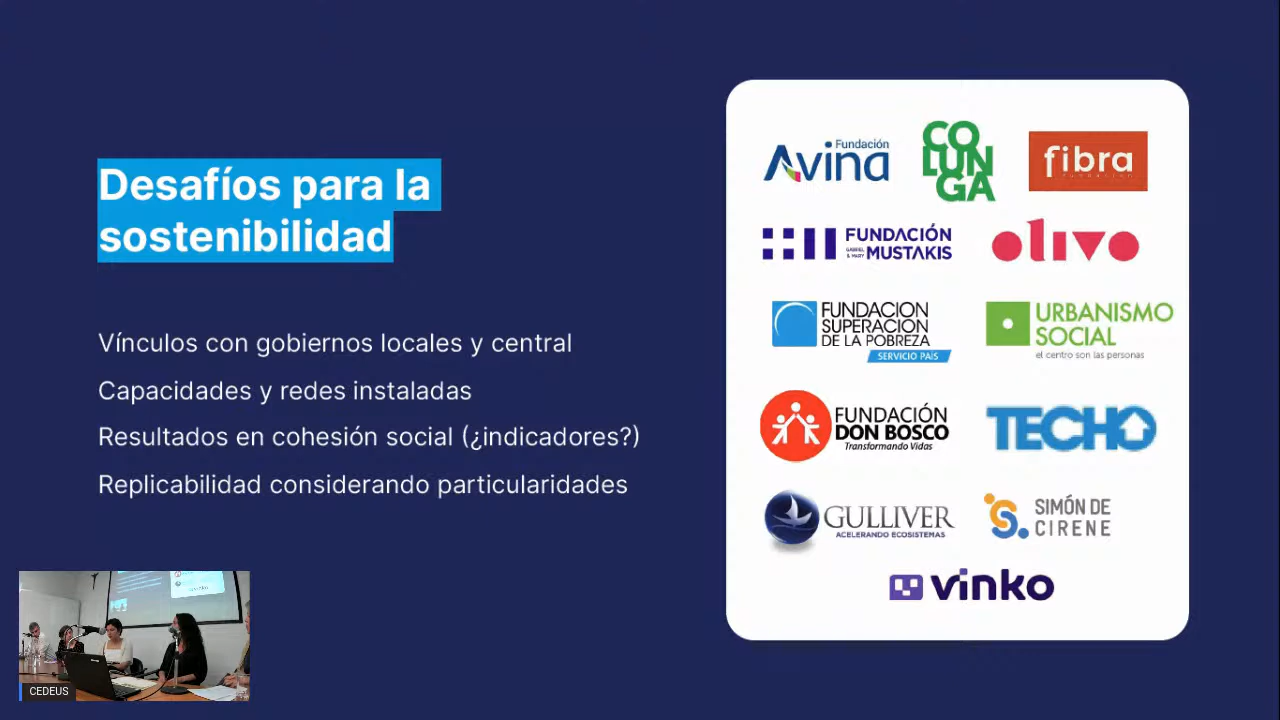 Desafíos para la
sostenibilidad
Vínculos con gobiernos locales y central
Capacidades y redes instaladas
Resultados en cohesión social (¿indicadores?)
Replicabilidad considerando particularidades
Fundación
Avina
CO
LUN
GA
fibra
fundación
FUNDACIÓN
GABRIEL
& MARY
MUSTAKIS
olivo
FUNDACION
SUPERACION
DE LA POBREZA
SERVICIO PAÍS
URBANISMO
SOCIAL
el centro son las personas
FUNDACIÓN
DON BOSCO
Transformando Vidas
TECHO
GULLIVER
ACELERANDO ECOSISTEMAS
S.
SIMÓN DE
CIRENE
vinko
CEDEUS